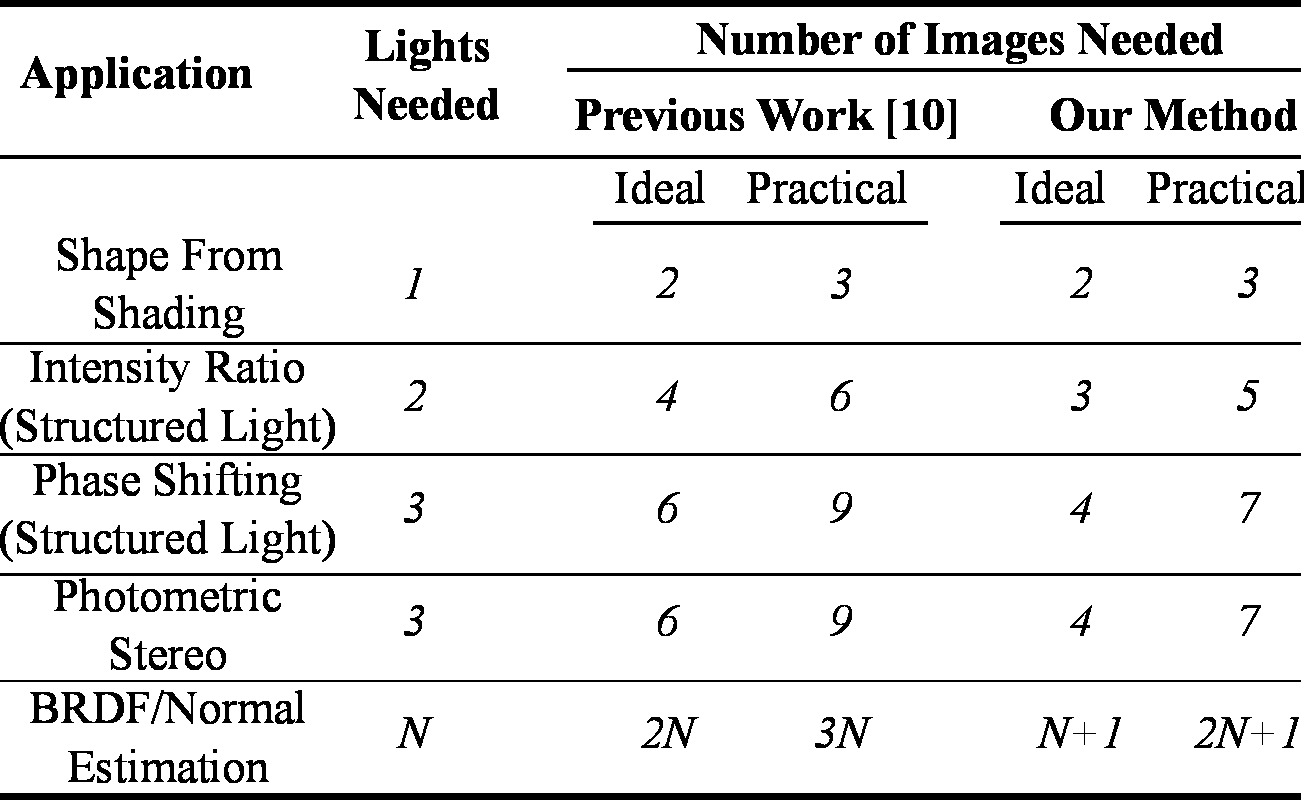 Application Lights Needed Number of Images Needed
Previous Work [10] Our Method
Ideal Practical Ideal Practical
Shape From
Shading 1 2 3 2 3
Intensity Ratio
(Structured Light) 2 4 6 3 5
Phase Shifting
(Structured Light) 3 6 9 4 7
Photometric
Stereo 3 6 9 4 7
BRDF/Normal
Estimation N 2N 3N N+1 2N+1